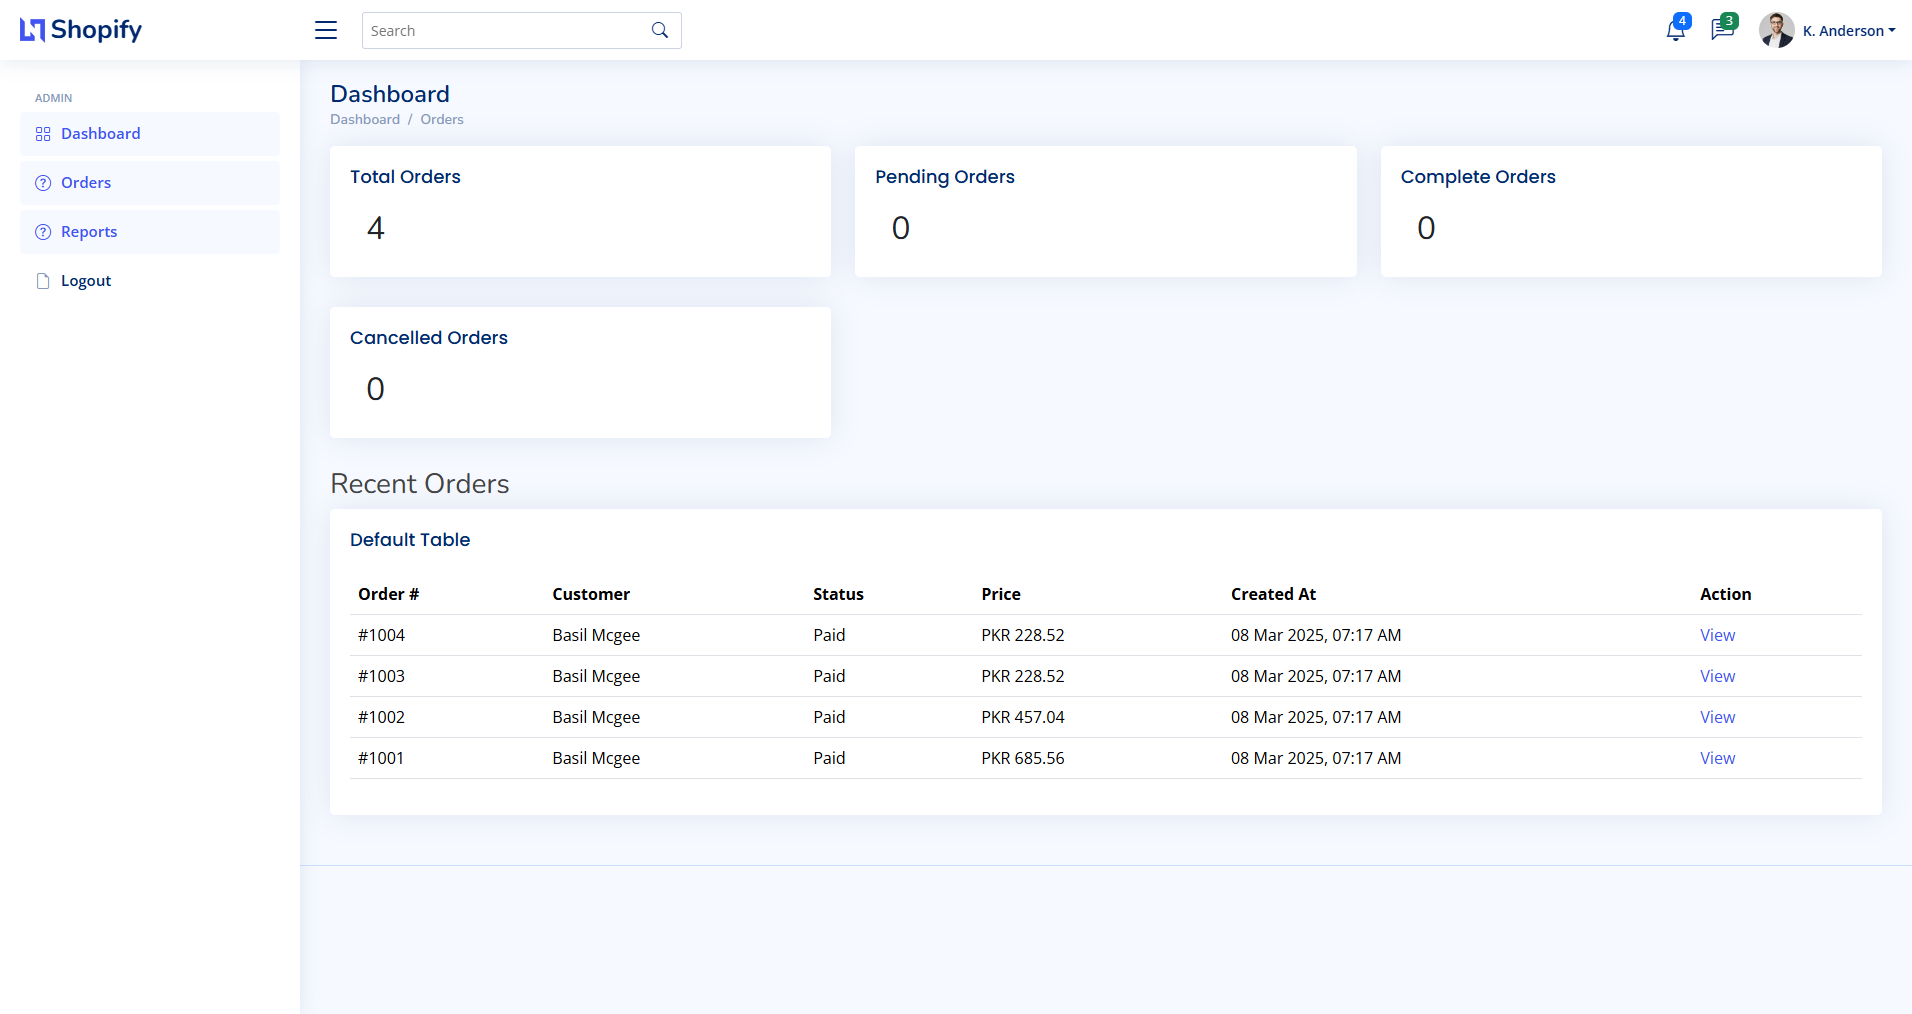 Shopify
Search
4
3
K. Anderson
ADMIN
Dashboard
Orders
Reports
Logout
Dashboard
Dashboard / Orders
Total Orders
4
Pending Orders
0
Complete Orders
0
Cancelled Orders
0
Recent Orders
Default Table
Order # Customer Status Price Created At Action
#1004 Basil Mcgee Paid PKR 228.52 08 Mar 2025, 07:17 AM View
#1003 Basil Mcgee Paid PKR 228.52 08 Mar 2025, 07:17 AM View
#1002 Basil Mcgee Paid PKR 457.04 08 Mar 2025, 07:17 AM View
#1001 Basil Mcgee Paid PKR 685.56 08 Mar 2025, 07:17 AM View